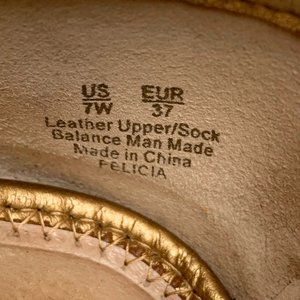 US EUR
7W 37
Leather Upper/Sock
Balance Man Made
Made in China
FELICIA